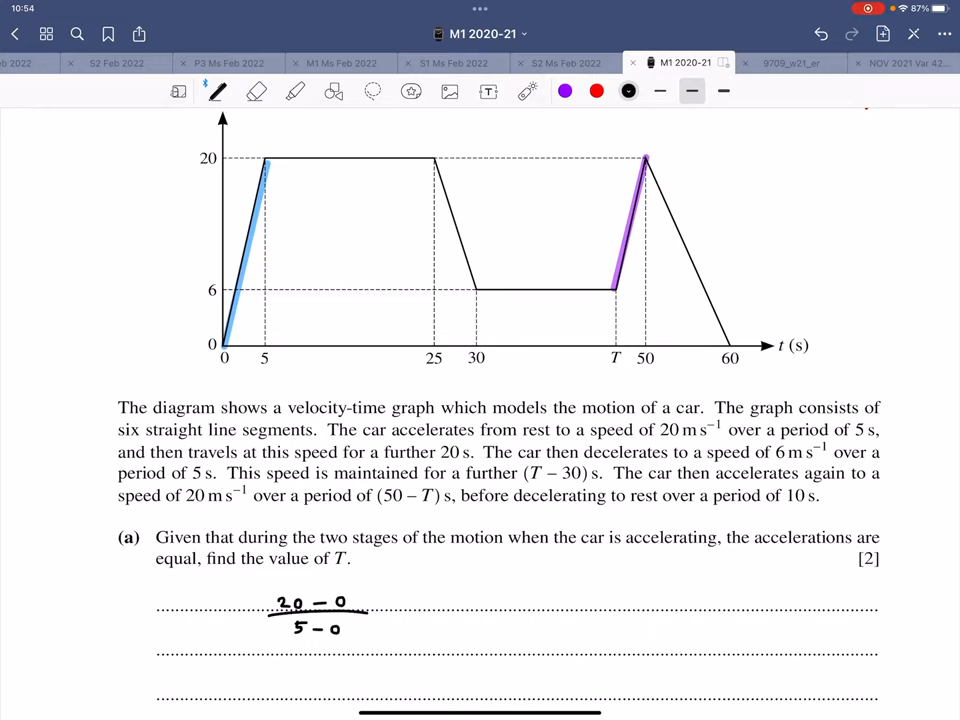 10:54
87%
M1 2020-21
eb 2022
S2 Feb 2022
P3 Ms Feb 2022
M1 Ms Feb 2022
S1 Ms Feb 2022
S2 Ms Feb 2022
M1 2020-21
9709_w21_er
NOV 2021 Var 42...
20
6
0
0 5 25 30 T 50 60 t (s)
The diagram shows a velocity-time graph which models the motion of a car. The graph consists of
six straight line segments. The car accelerates from rest to a speed of 20 m s⁻¹ over a period of 5 s,
and then travels at this speed for a further 20 s. The car then decelerates to a speed of 6 m s⁻¹ over a
period of 5 s. This speed is maintained for a further (T − 30) s. The car then accelerates again to a
speed of 20 m s⁻¹ over a period of (50 − T) s, before decelerating to rest over a period of 10 s.
(a) Given that during the two stages of the motion when the car is accelerating, the accelerations are
equal, find the value of T. [2]
20 − 0
5 − 0